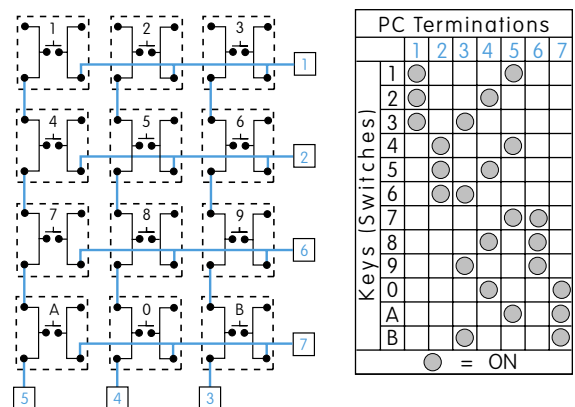 1 2 3
1
4 5 6
2
7 8 9
6
A 0 B
7
5 4 3
PC Terminations
1 2 3 4 5 6 7
Keys (Switches)
1
2
3
4
5
6
7
8
9
0
A
B
= ON